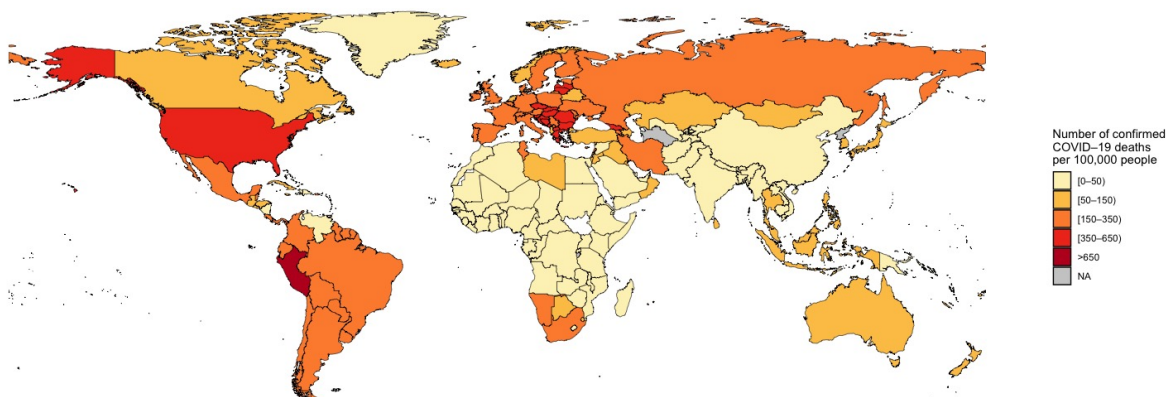 Number of confirmed
COVID–19 deaths
per 100,000 people
[0–50)
[50–150)
[150–350)
[350–650)
>650
NA